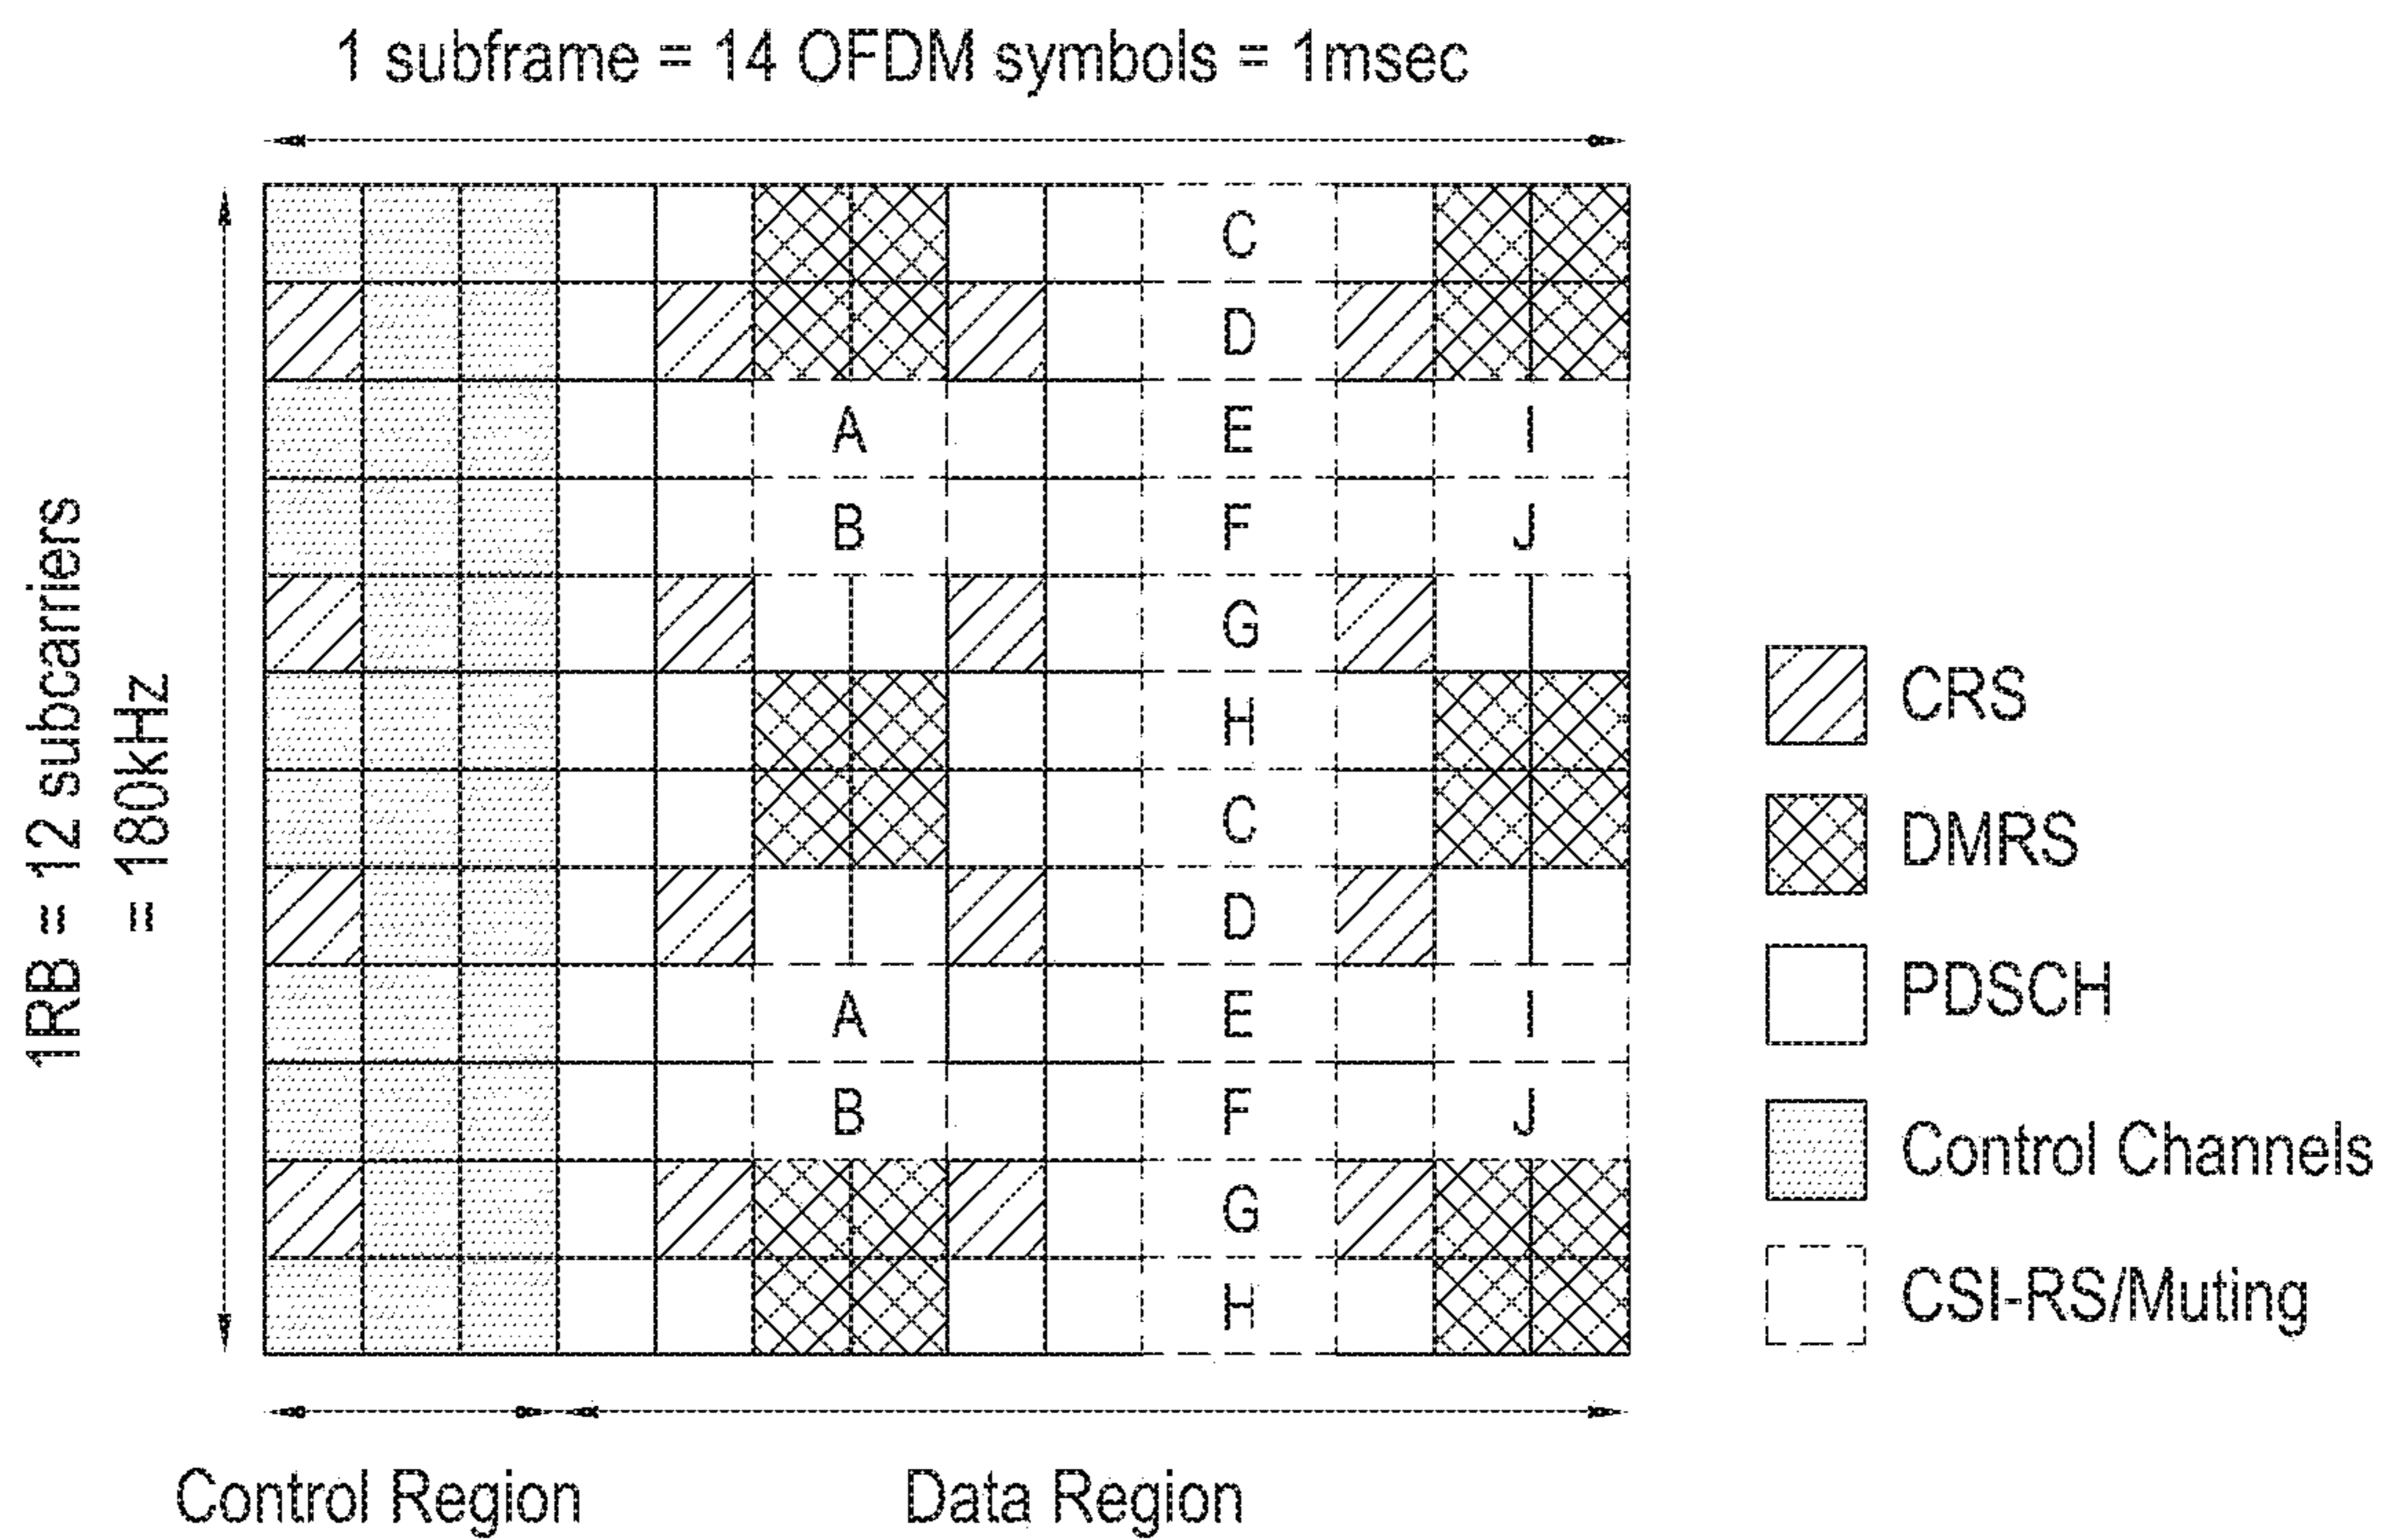 1 subframe = 14 OFDM symbols = 1msec
1RB = 12 subcarriers
= 180kHz
C
D
A E I
B F J
G
H
C
D
A E I
B F J
G
H
CRS
DMRS
PDSCH
Control Channels
CSI-RS/Muting
Control Region Data Region